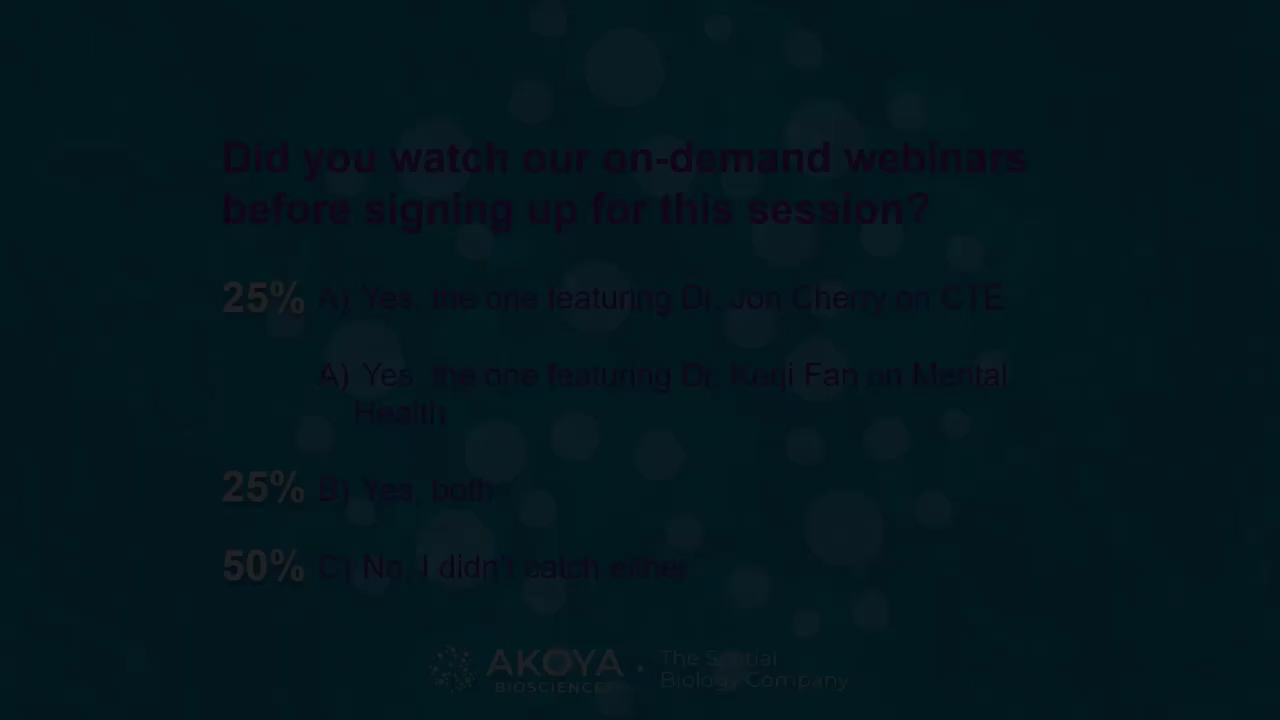 Did you watch our on-demand webinars
before signing up for this session?
25% A) Yes, the one featuring Dr. Jon Cherry on CTE
A) Yes, the one featuring Dr. Keqi Fan on Mental
Health
25% B) Yes, both
50% C) No, I didn't catch either
AKOYA
BIOSCIENCES
The Spatial
Biology Company